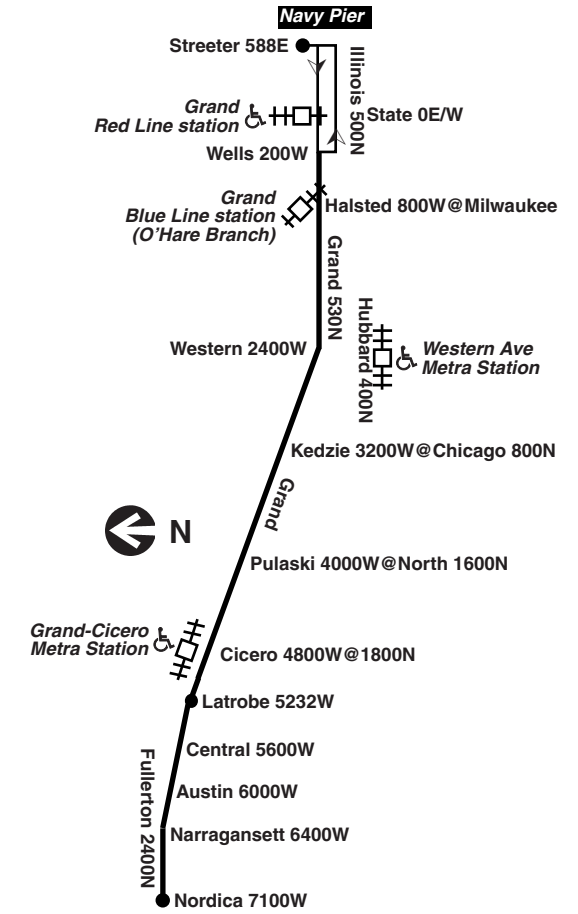 Navy Pier
Streeter 588E
Illinois 500N
Grand
Red Line station
State 0E/W
Wells 200W
Grand
Blue Line station
(O'Hare Branch)
Halsted 800W@Milwaukee
Grand 530N
Hubbard 400N
Western 2400W
Western Ave
Metra Station
Kedzie 3200W@Chicago 800N
Grand
N
Pulaski 4000W@North 1600N
Grand-Cicero
Metra Station
Cicero 4800W@1800N
Latrobe 5232W
Central 5600W
Fullerton 2400N
Austin 6000W
Narragansett 6400W
Nordica 7100W